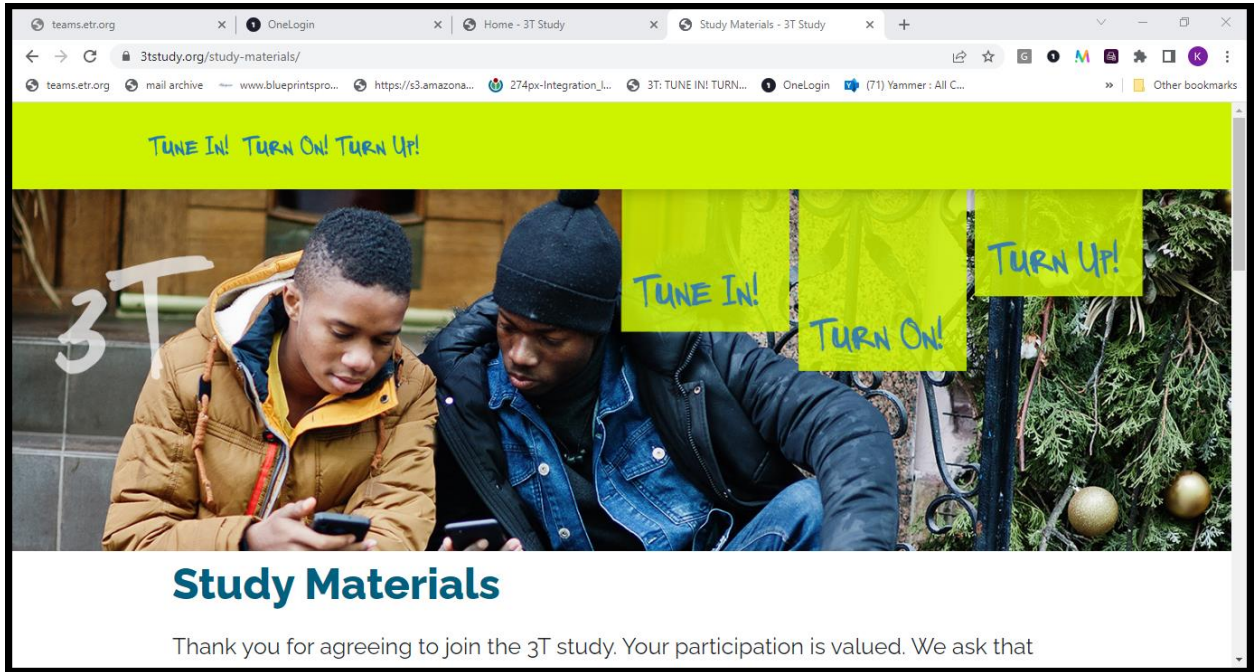 teams.etr.org OneLogin Home - 3T Study Study Materials - 3T Study
3tstudy.org/study-materials/
teams.etr.org mail archive www.blueprintspro... https://s3.amazona... 274px-Integration_l... 3T: TUNE IN! TURN... OneLogin (71) Yammer : All C... » Other bookmarks
Tune In! Turn On! Turn Up!
3T
Tune In!
Turn On!
Turn Up!
Study Materials
Thank you for agreeing to join the 3T study. Your participation is valued. We ask that